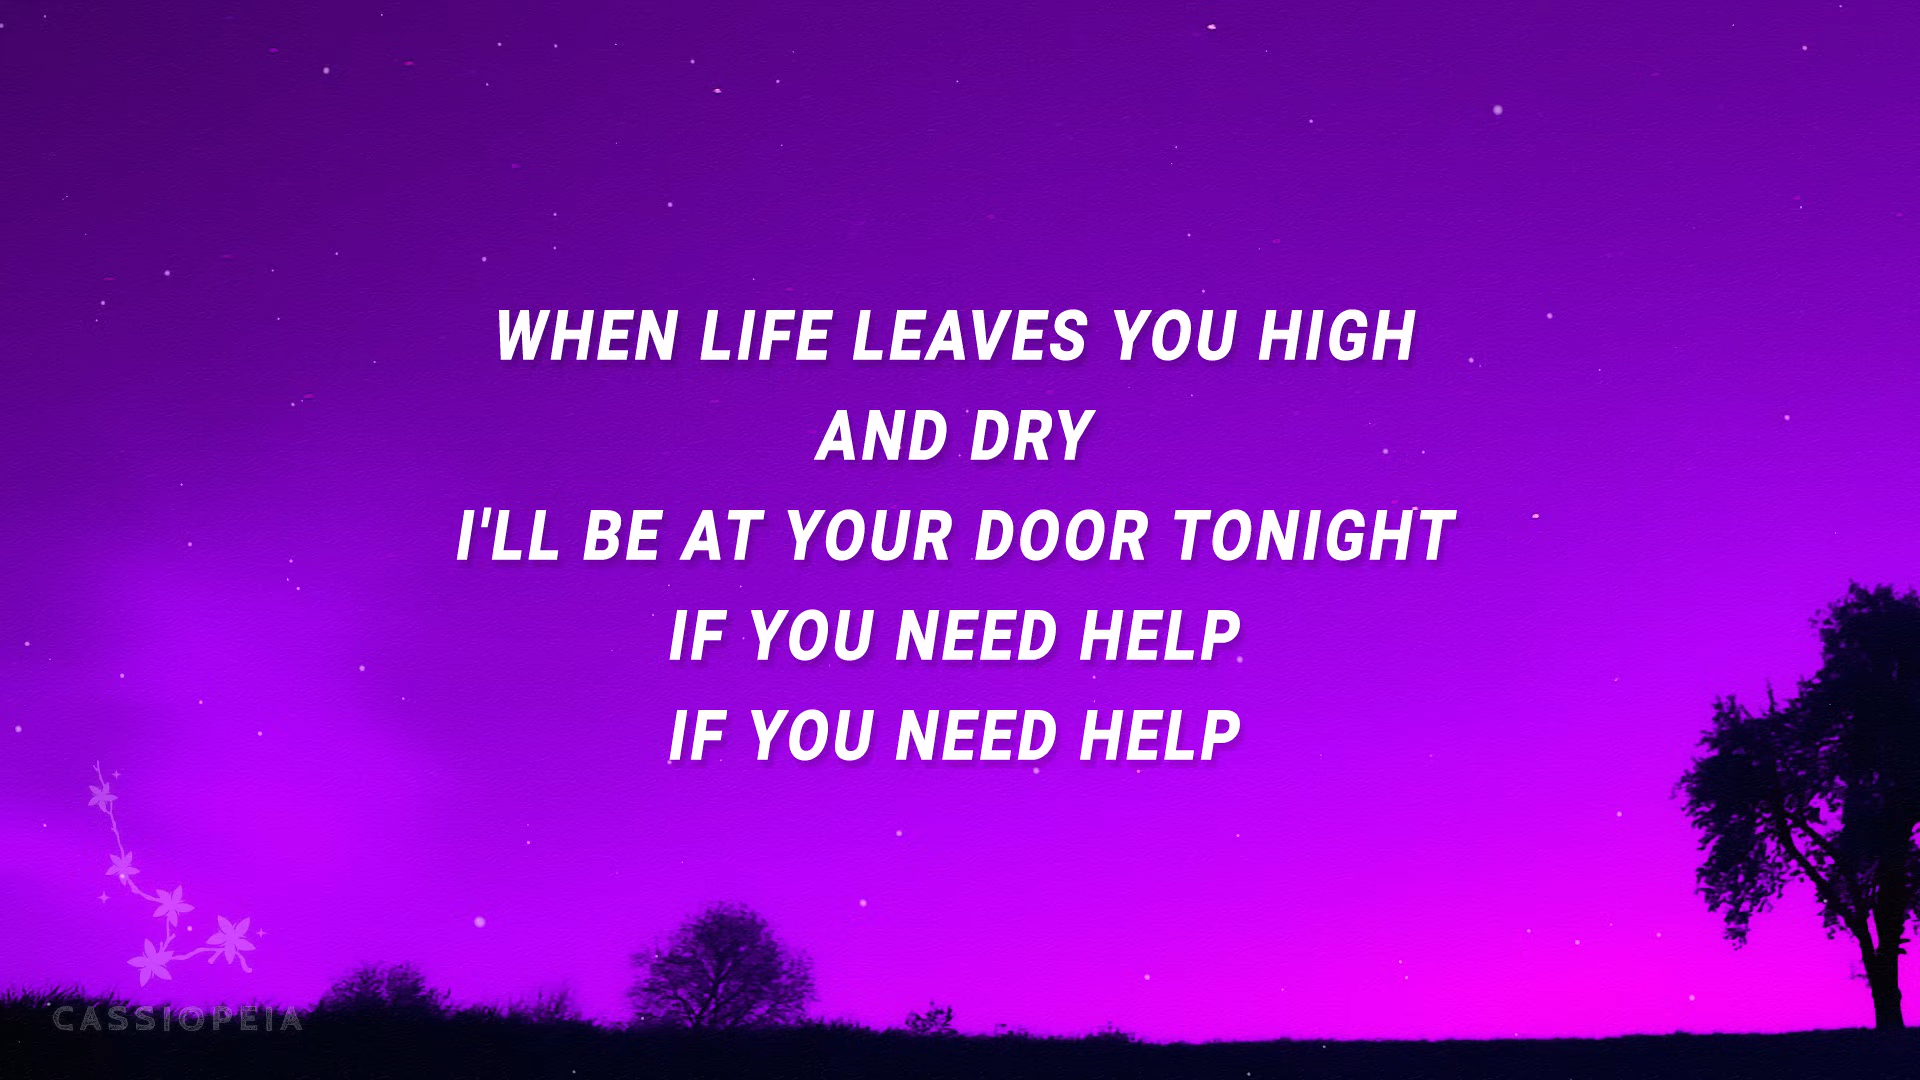 WHEN LIFE LEAVES YOU HIGH
AND DRY
I'LL BE AT YOUR DOOR TONIGHT
IF YOU NEED HELP
IF YOU NEED HELP
CASSIOPEIA